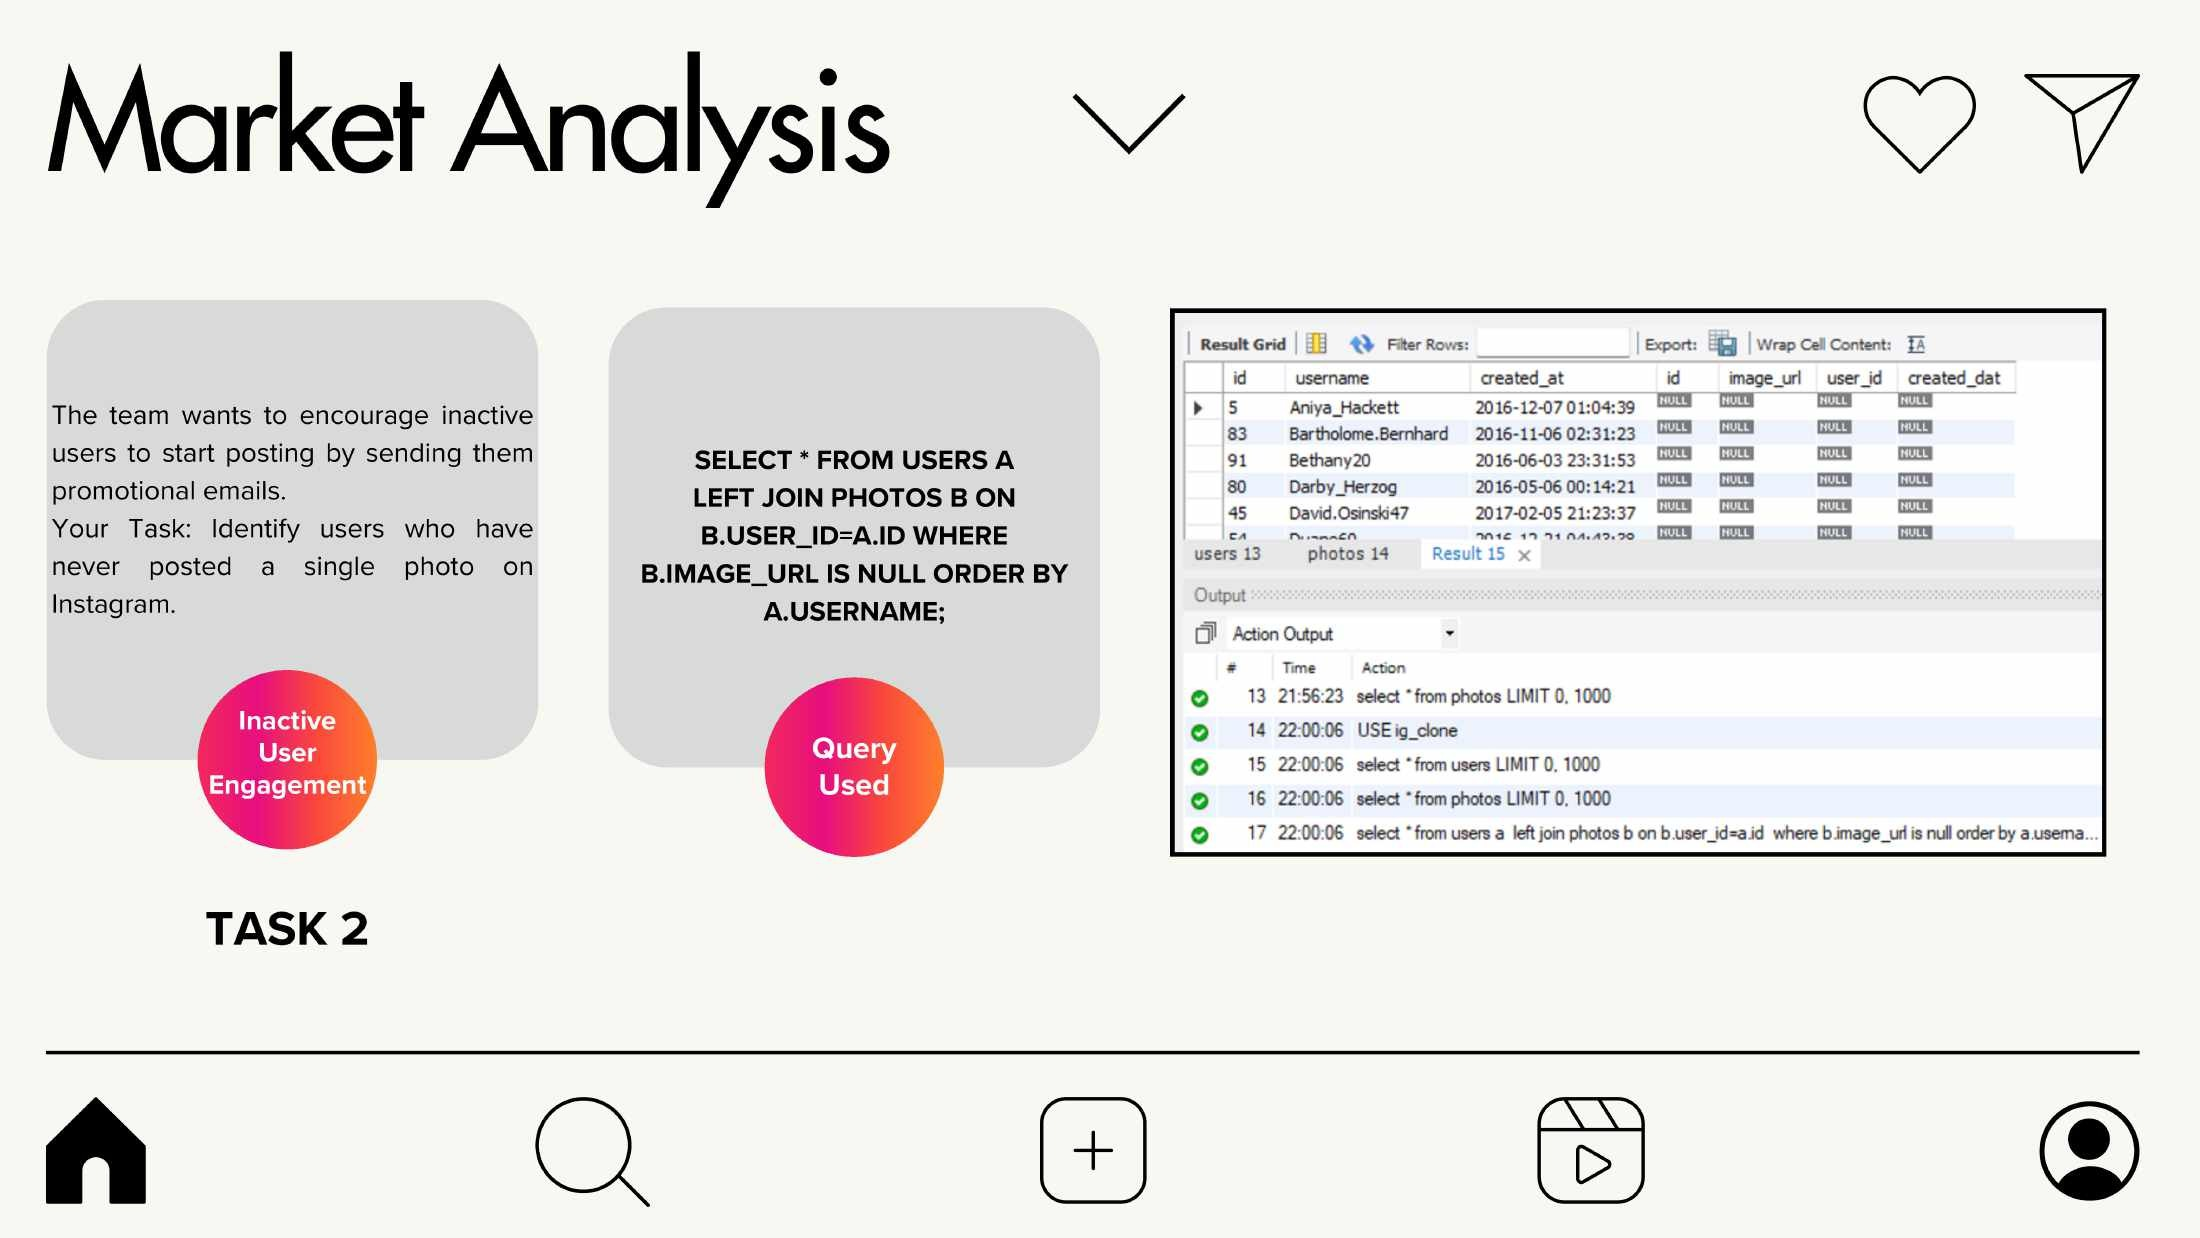 Market Analysis
The team wants to encourage inactive
users to start posting by sending them
promotional emails.
Your Task: Identify users who have
never posted a single photo on
Instagram.
Inactive
User
Engagement
TASK 2
SELECT * FROM USERS A
LEFT JOIN PHOTOS B ON
B.USER_ID=A.ID WHERE
B.IMAGE_URL IS NULL ORDER BY
A.USERNAME;
Query
Used
Result Grid Filter Rows: Export: Wrap Cell Content: IA
id username created_at id image_url user_id created_dat
5 Aniya_Hackett 2016-12-07 01:04:39 NULL NULL NULL NULL
83 Bartholome.Bernhard 2016-11-06 02:31:23 NULL NULL NULL NULL
91 Bethany20 2016-06-03 23:31:53 NULL NULL NULL NULL
80 Darby_Herzog 2016-05-06 00:14:21 NULL NULL NULL NULL
45 David.Osinski47 2017-02-05 21:23:37 NULL NULL NULL NULL
NULL NULL NULL NULL
users 13 photos 14 Result 15
Output
Action Output
# Time Action
13 21:56:23 select * from photos LIMIT 0, 1000
14 22:00:06 USE ig_clone
15 22:00:06 select * from users LIMIT 0, 1000
16 22:00:06 select * from photos LIMIT 0, 1000
17 22:00:06 select * from users a left join photos b on b.user_id=a.id where b.image_url is null order by a.userna...